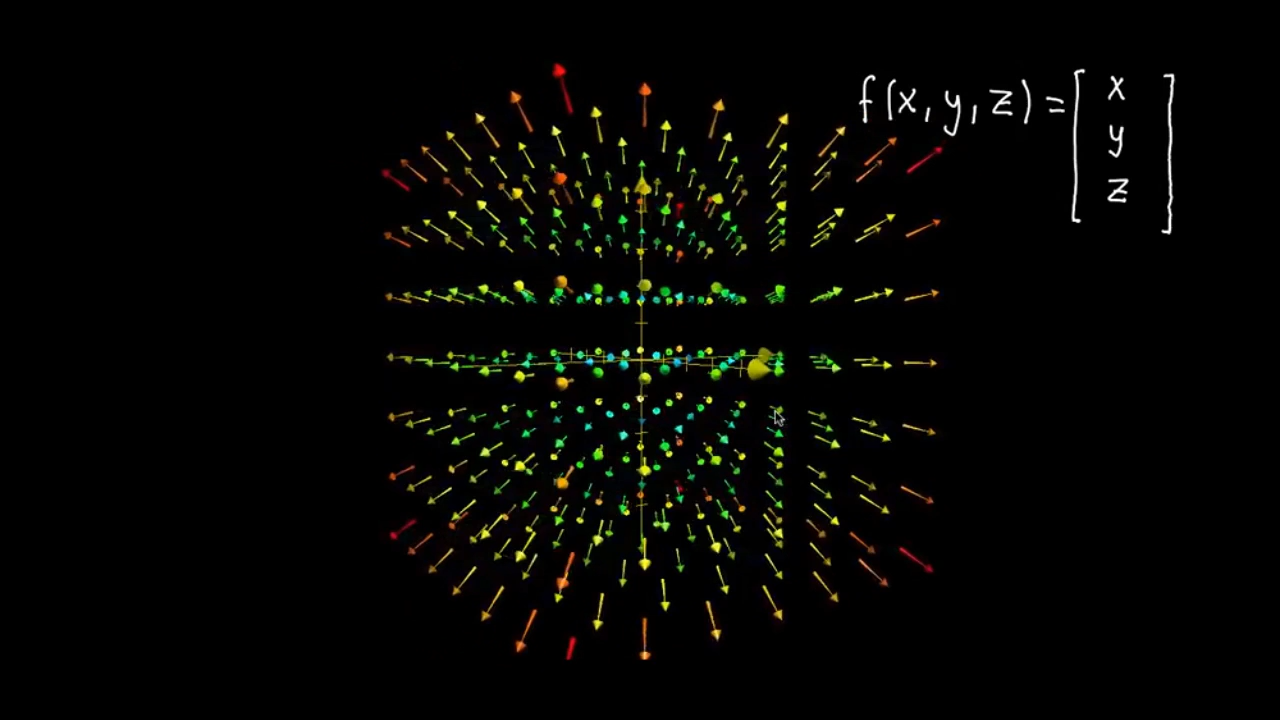 f(x, y, z) = [ x
y
z ]